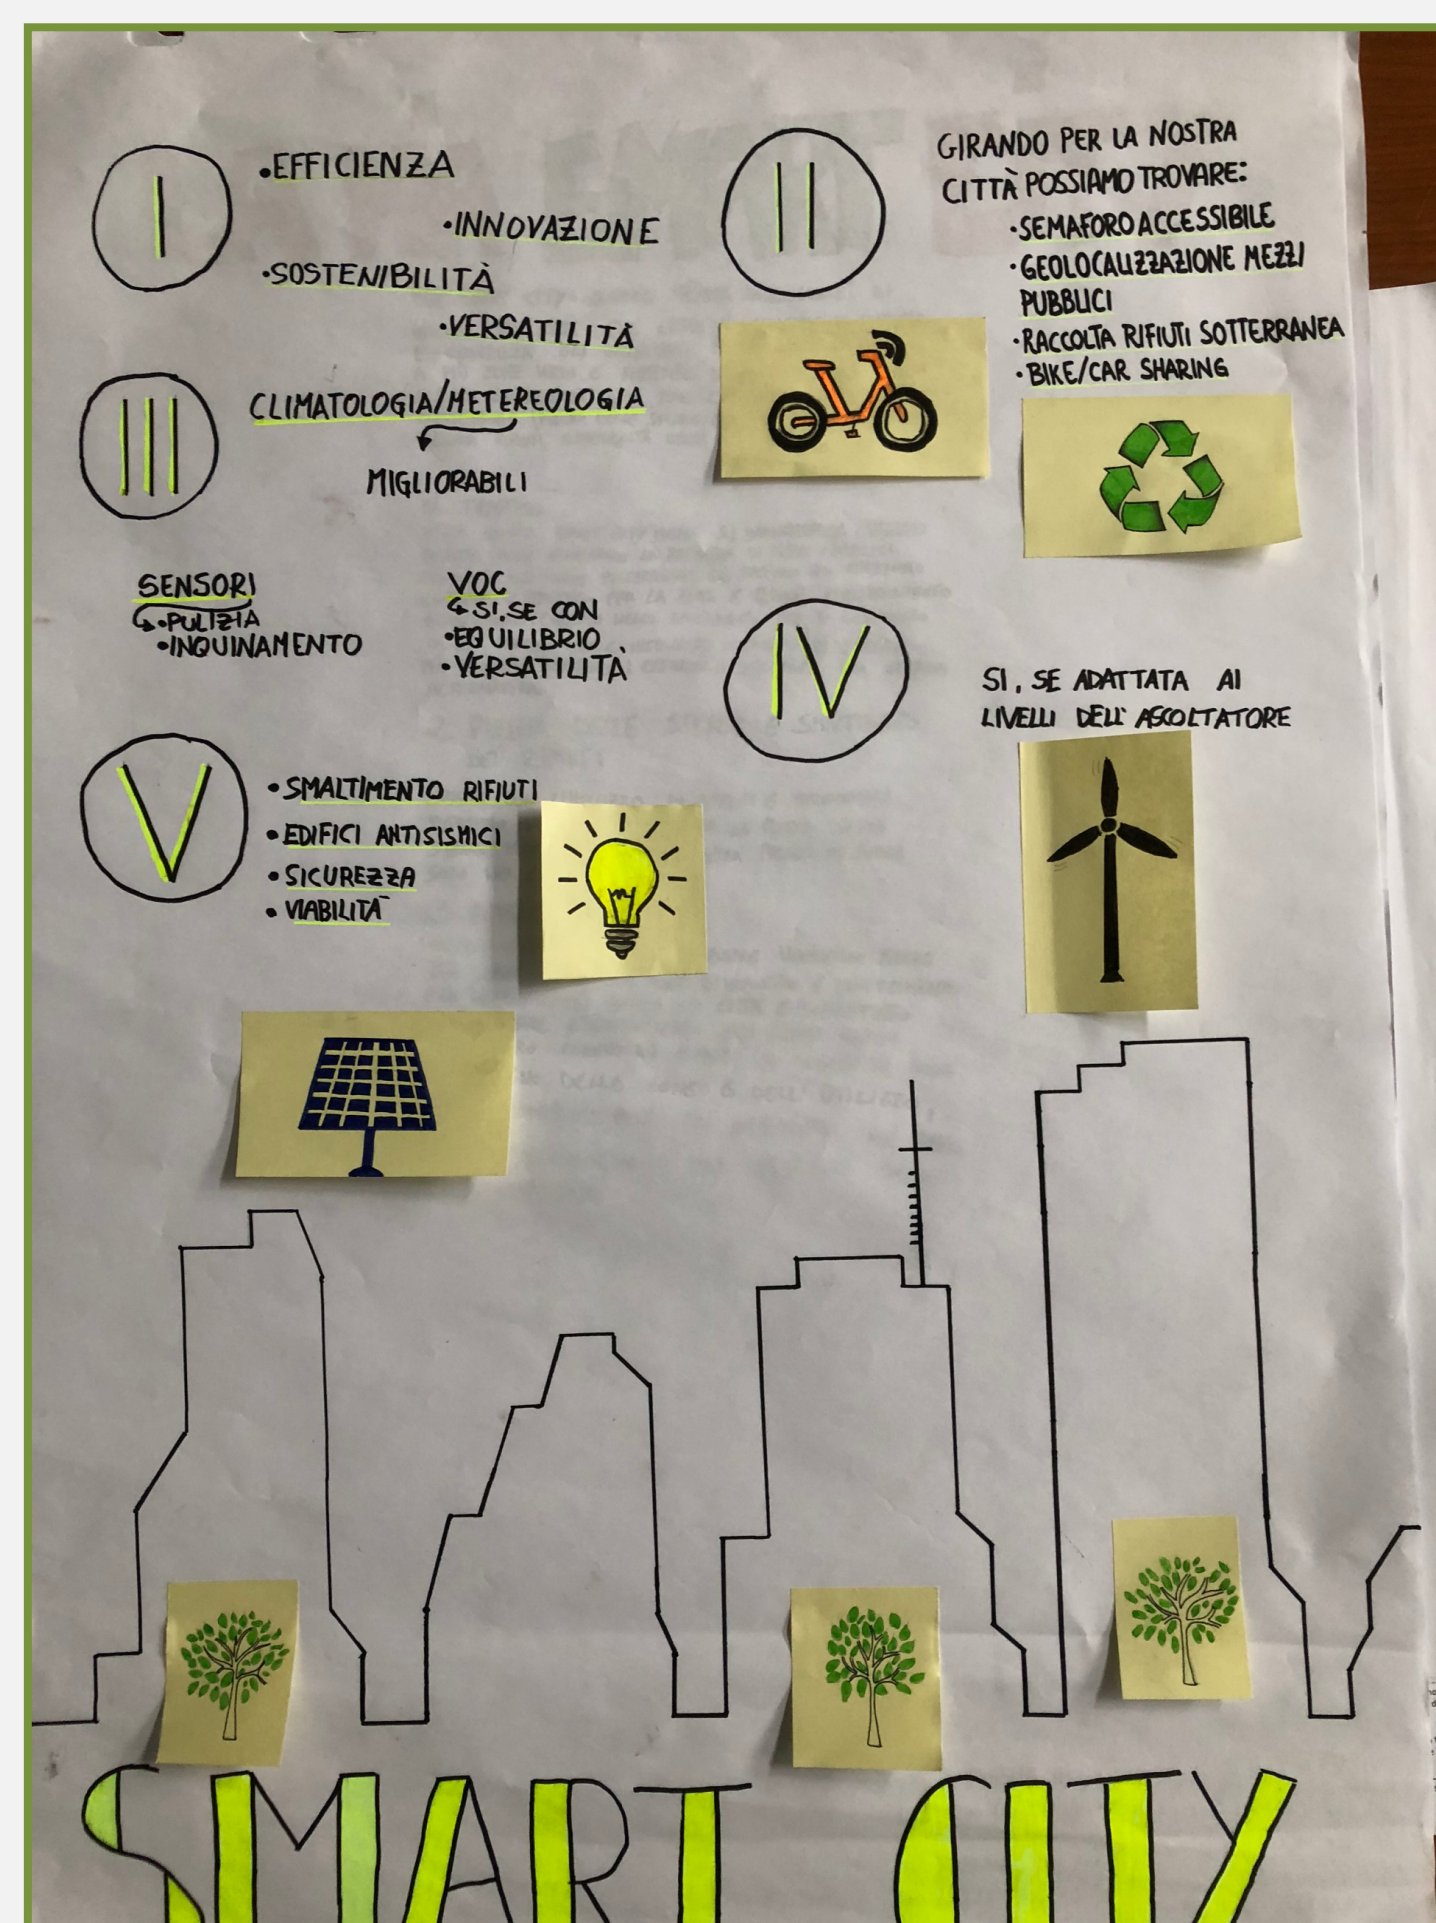 I
•EFFICIENZA
•INNOVAZIONE
•SOSTENIBILITÀ
•VERSATILITÀ
II
GIRANDO PER LA NOSTRA
CITTÀ POSSIAMO TROVARE:
•SEMAFORO ACCESSIBILE
•GEOLOCALIZZAZIONE MEZZI
PUBBLICI
•RACCOLTA RIFIUTI SOTTERRANEA
•BIKE/CAR SHARING
III
CLIMATOLOGIA/METEREOLOGIA
MIGLIORABILI
SENSORI
•PULIZIA
•INQUINAMENTO
VOC
SI, SE CON
•EQUILIBRIO
•VERSATILITÀ
IV
SI, SE ADATTATA AI
LIVELLI DELL' ASCOLTATORE
V
•SMALTIMENTO RIFIUTI
•EDIFICI ANTISISMICI
•SICUREZZA
•VIABILITÀ
SMART CITY